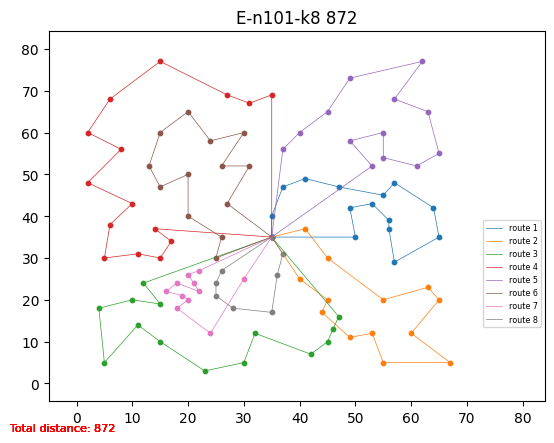 E-n101-k8 872
80
70
60
50
40
30
20
10
0
0 10 20 30 40 50 60 70 80
route 1
route 2
route 3
route 4
route 5
route 6
route 7
route 8
Total distance: 872